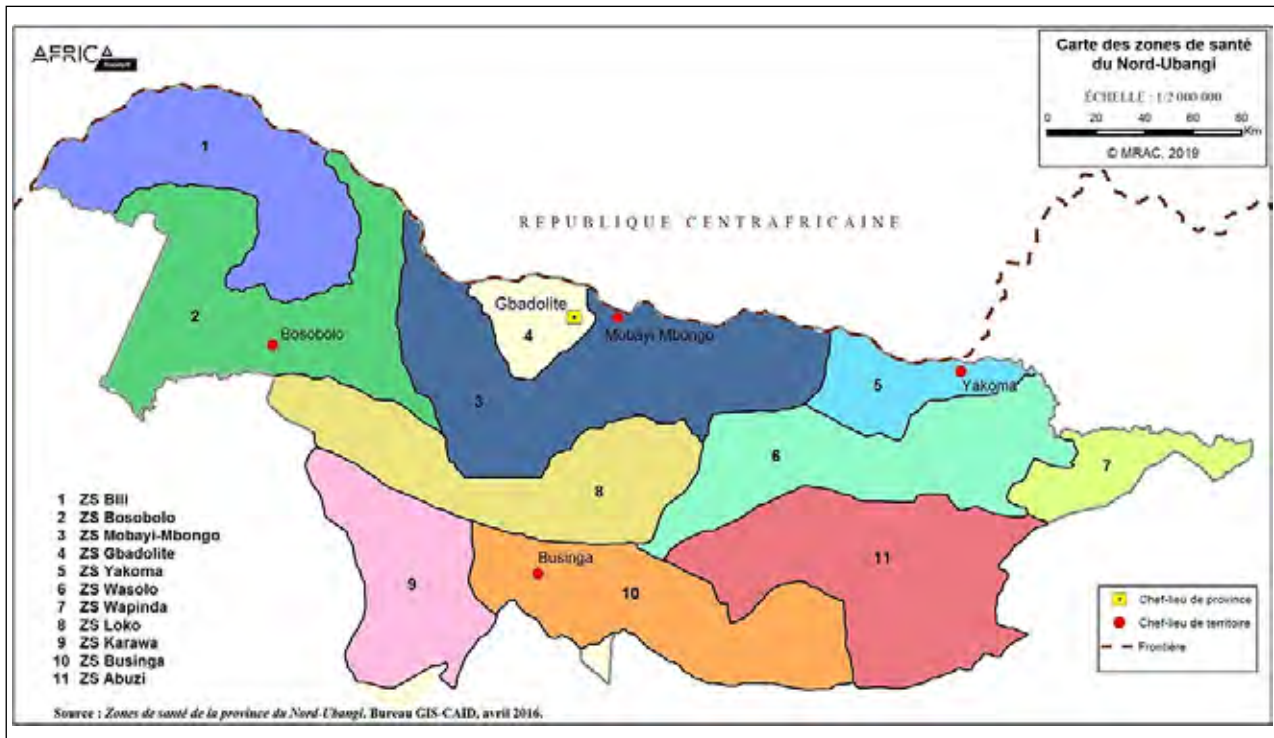 AFRICA
Carte des zones de santé
du Nord-Ubangi
ÉCHELLE : 1/2 000 000
0 20 40 60 80
Km
© MRAC, 2019
REPUBLIQUE CENTRAFRICAINE
1
2
Bosobolo
Gbadolite
4
Mobayi Mbongo
3
5
Yakoma
6
7
8
9
Businga
10
11
1 ZS Bili
2 ZS Bosobolo
3 ZS Mobayi-Mbongo
4 ZS Gbadolite
5 ZS Yakoma
6 ZS Wasolo
7 ZS Wapinda
8 ZS Loko
9 ZS Karawa
10 ZS Businga
11 ZS Abuzi
Chef-lieu de province
Chef-lieu de territoire
Frontière
Source : Zones de santé de la province du Nord-Ubangi, Bureau GIS-CAID, avril 2016.